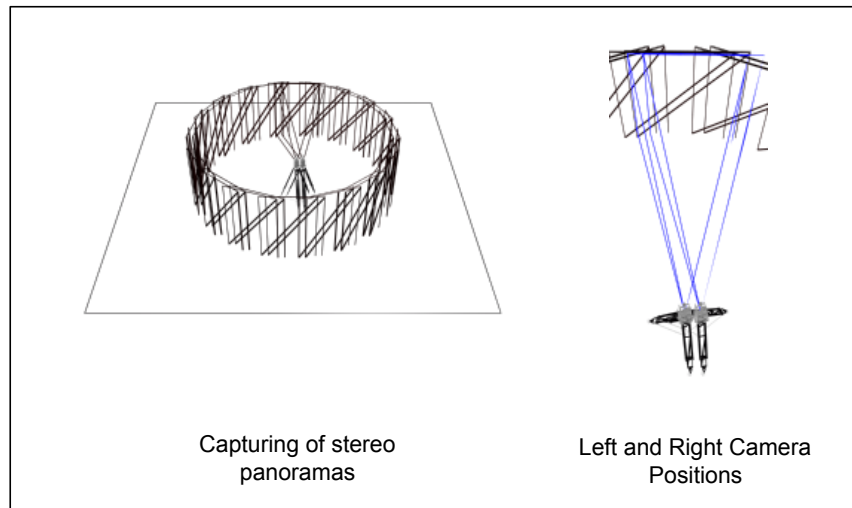 Capturing of stereo
panoramas
Left and Right Camera
Positions